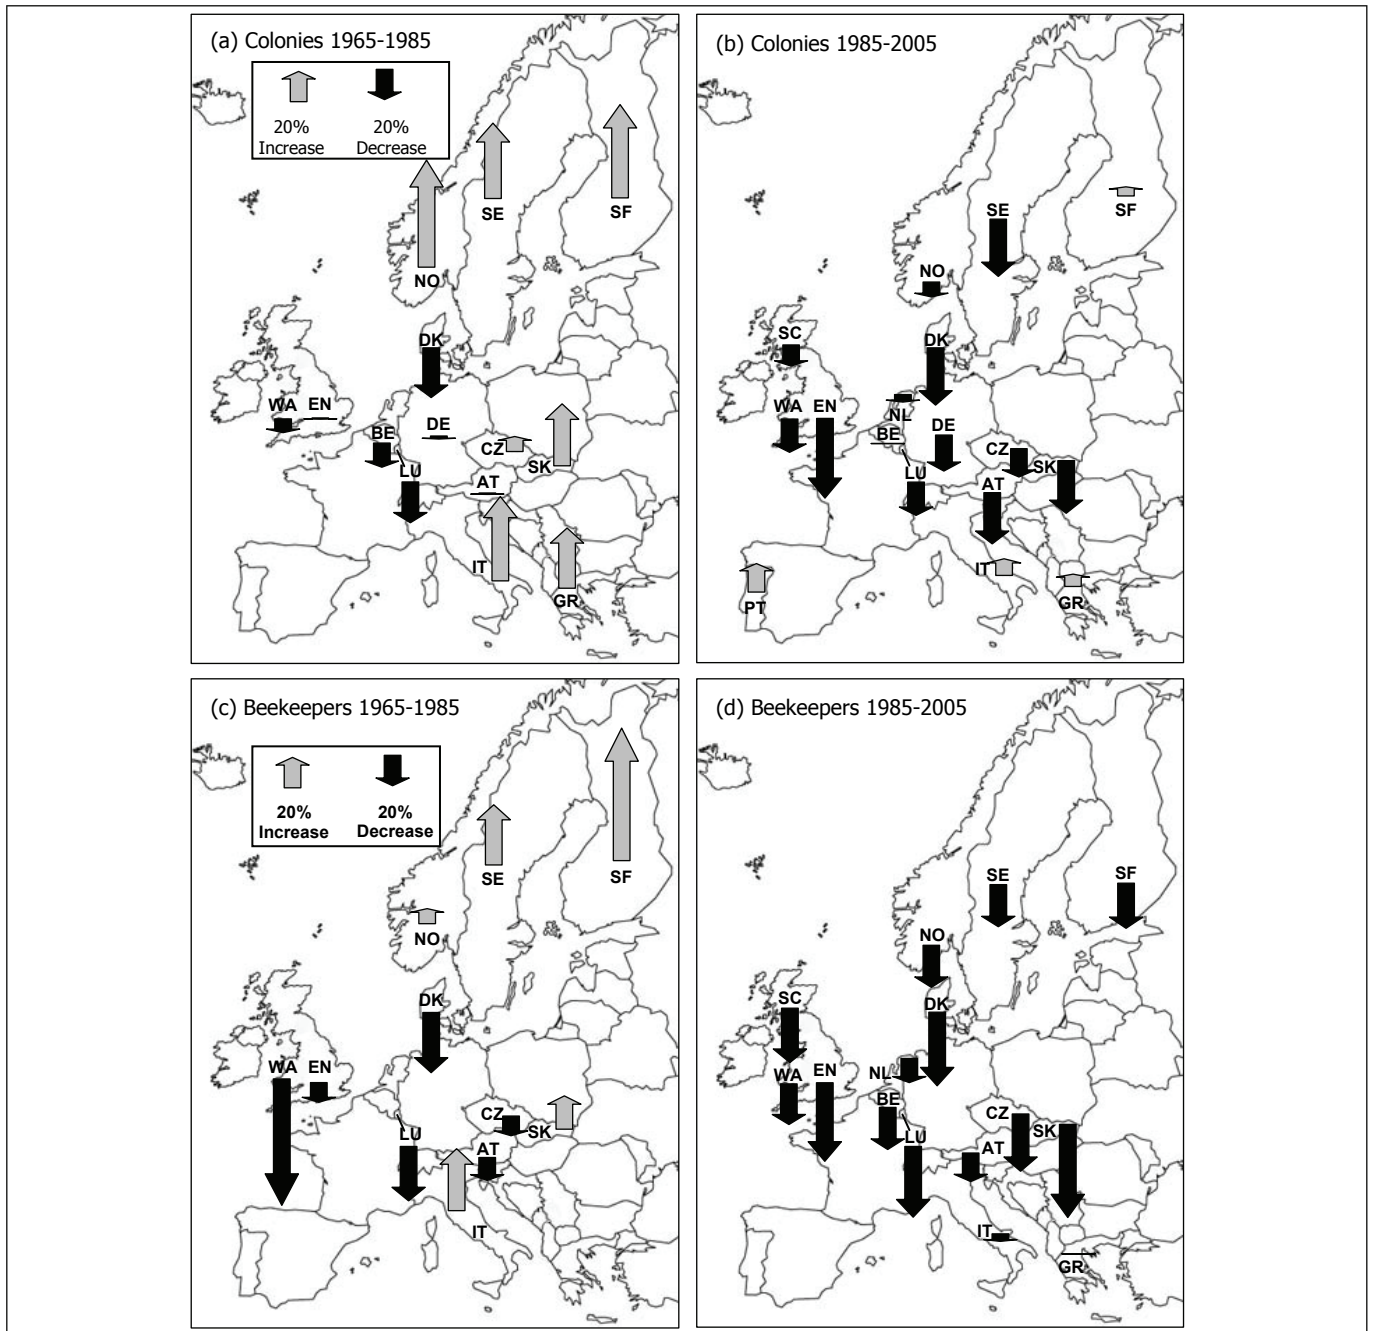 (a) Colonies 1965-1985
20%
Increase
20%
Decrease
SE
SF
NO
DK
WA
EN
DE
BE
CZ
SK
LU
AT
IT
GR
(b) Colonies 1985-2005
SF
SE
NO
SC
DK
WA
EN
NL
DE
BE
CZ
SK
LU
AT
IT
GR
PT
(c) Beekeepers 1965-1985
20%
Increase
20%
Decrease
SE
SF
NO
DK
WA
EN
CZ
SK
LU
AT
IT
(d) Beekeepers 1985-2005
SE
SF
NO
SC
DK
WA
EN
NL
BE
CZ
SK
LU
AT
IT
GR